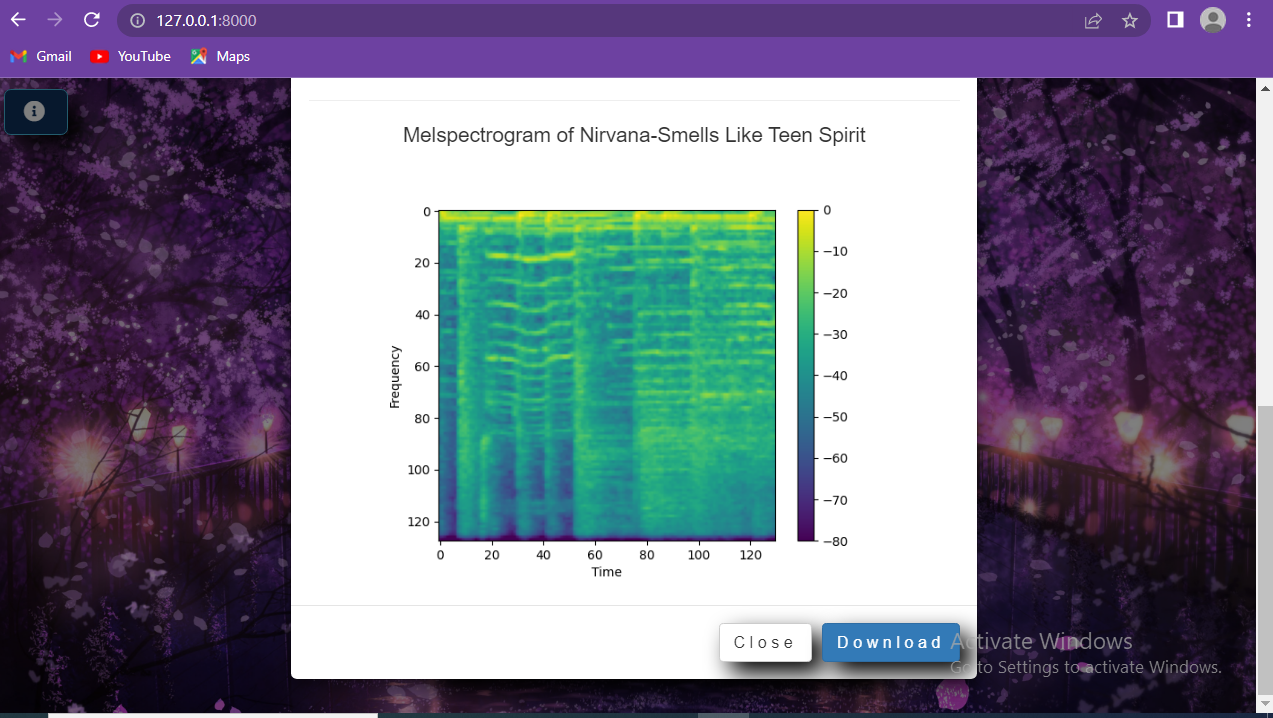 127.0.0.1:8000
Gmail YouTube Maps
Melspectrogram of Nirvana-Smells Like Teen Spirit
0
20
40
60
80
100
120
Frequency
0 20 40 60 80 100 120
Time
0
−10
−20
−30
−40
−50
−60
−70
−80
Close Download
Activate Windows
Go to Settings to activate Windows.